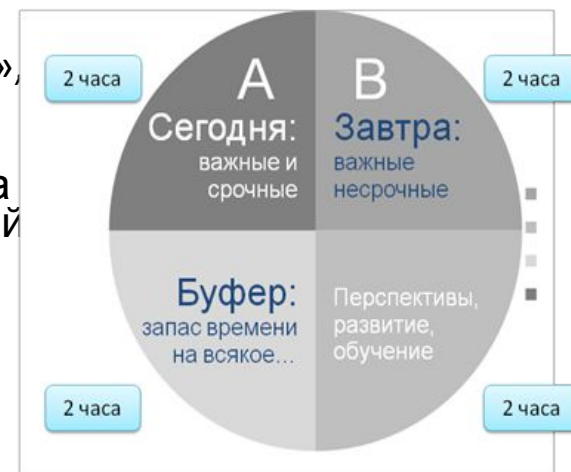 »,
а
й
2 часа
2 часа
A
B
Сегодня:
важные и
срочные
Завтра:
важные
несрочные
Буфер:
запас времени
на всякое...
Перспективы,
развитие,
обучение
2 часа
2 часа